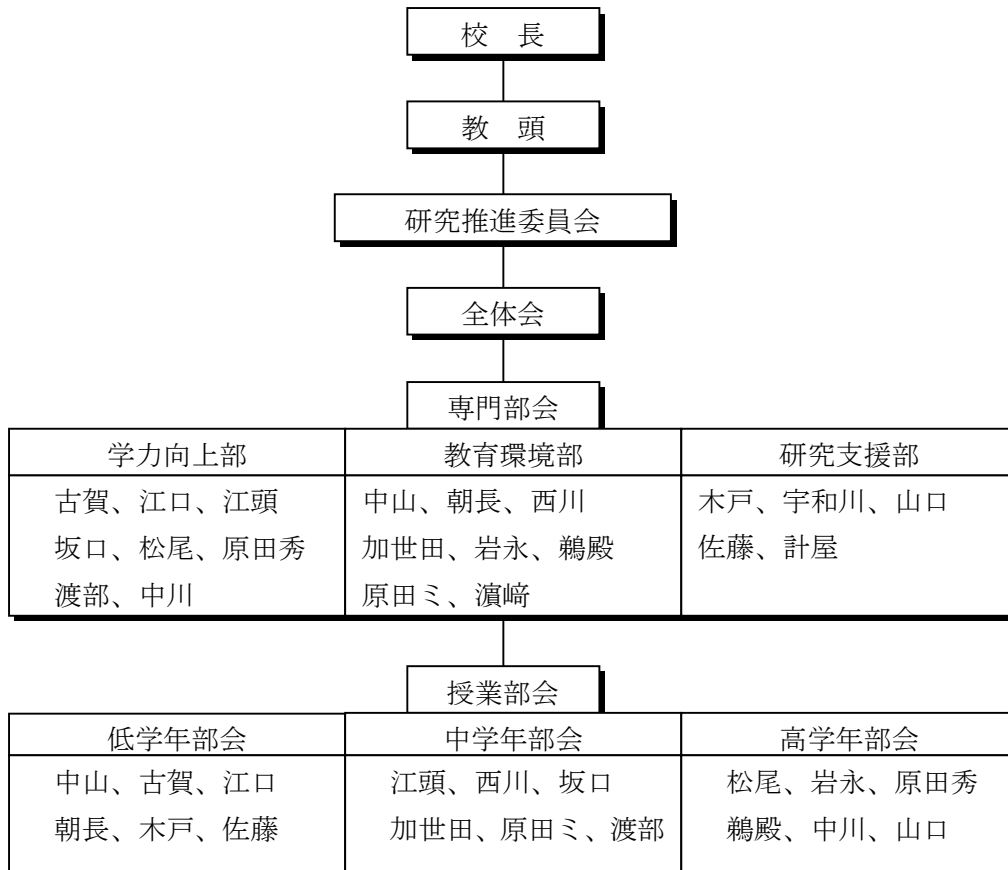 校　長
教　頭
研究推進委員会
全体会
専門部会
学力向上部
古賀、江口、江頭
坂口、松尾、原田秀
渡部、中川
教育環境部
中山、朝長、西川
加世田、岩永、鵜殿
原田ミ、濵﨑
研究支援部
木戸、宇和川、山口
佐藤、計屋
授業部会
低学年部会
中山、古賀、江口
朝長、木戸、佐藤
中学年部会
江頭、西川、坂口
加世田、原田ミ、渡部
高学年部会
松尾、岩永、原田秀
鵜殿、中川、山口